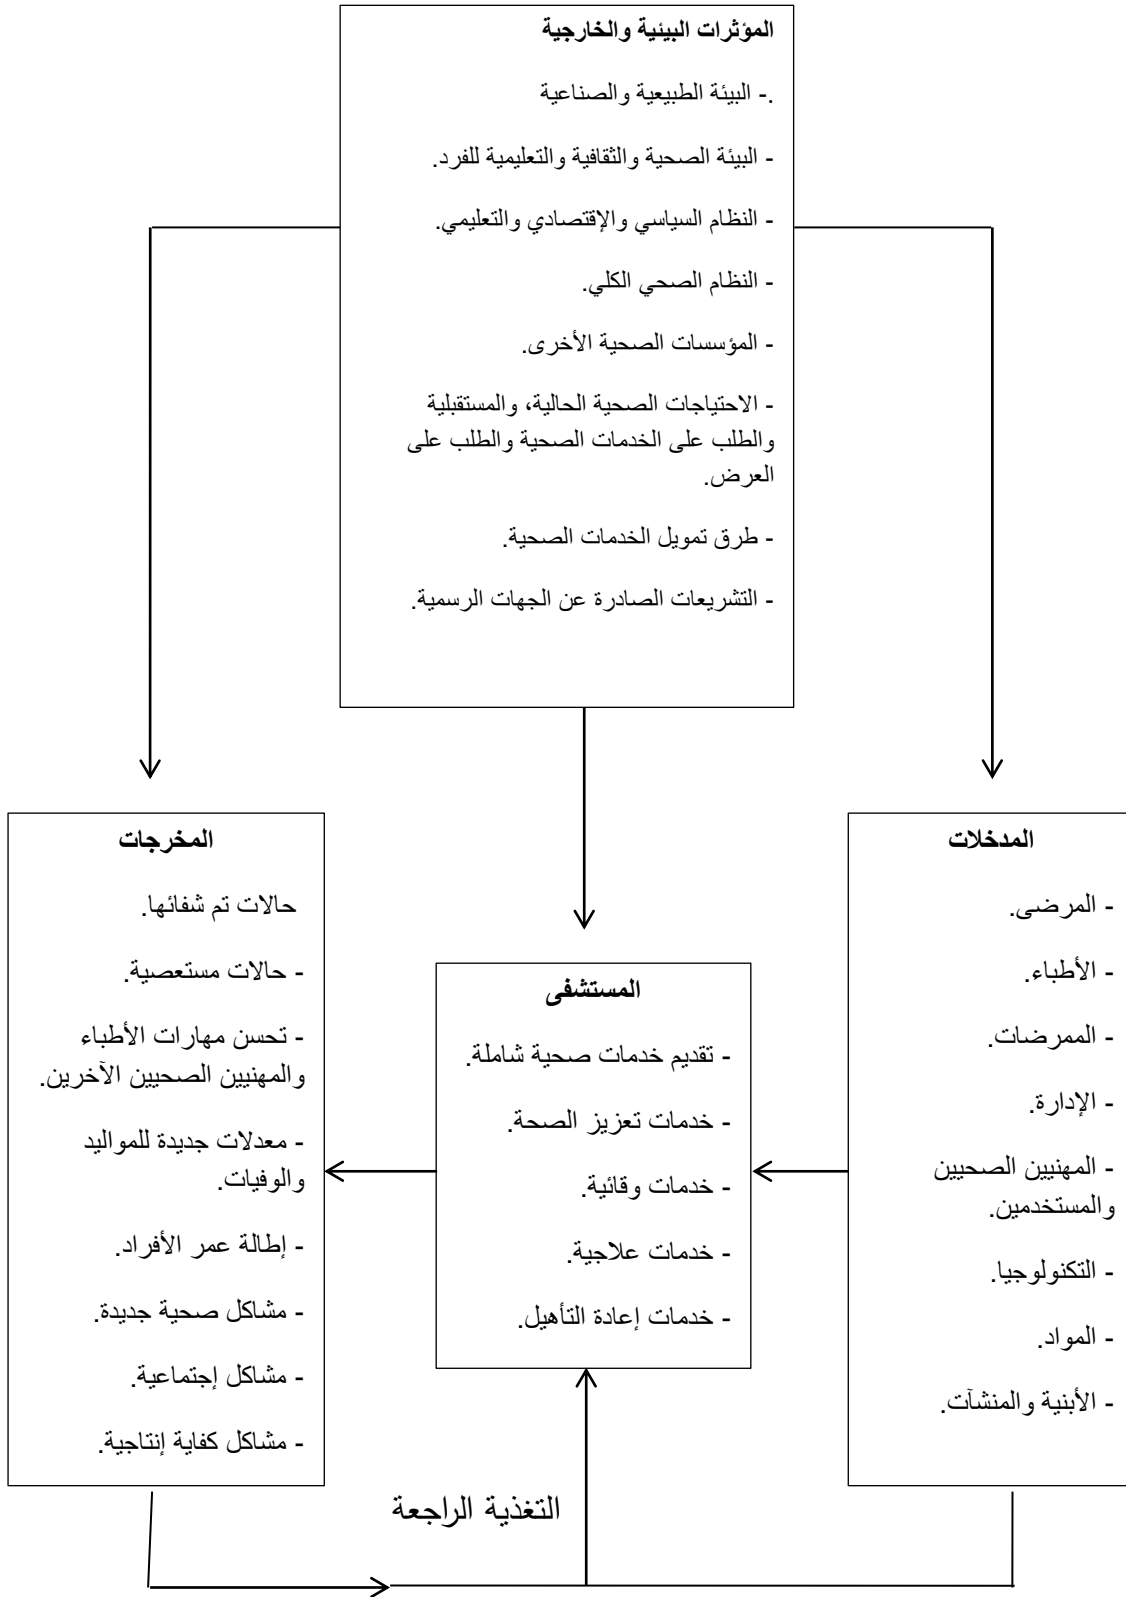 المؤثرات البيئية والخارجية
.- البيئة الطبيعية والصناعية
- البيئة الصحية والثقافية والتعليمية للفرد.
- النظام السياسي والإقتصادي والتعليمي.
- النظام الصحي الكلي.
- المؤسسات الصحية الأخرى.
- الاحتياجات الصحية الحالية، والمستقبلية
والطلب على الخدمات الصحية والطلب على
العرض.
- طرق تمويل الخدمات الصحية.
- التشريعات الصادرة عن الجهات الرسمية.
المدخلات
- المرضى.
- الأطباء.
- الممرضات.
- الإدارة.
- المهنيين الصحيين
والمستخدمين.
- التكنولوجيا.
- المواد.
- الأبنية والمنشآت.
المستشفى
- تقديم خدمات صحية شاملة.
- خدمات تعزيز الصحة.
- خدمات وقائية.
- خدمات علاجية.
- خدمات إعادة التأهيل.
المخرجات
حالات تم شفائها.
- حالات مستعصية.
- تحسن مهارات الأطباء
والمهنيين الصحيين الآخرين.
- معدلات جديدة للمواليد
والوفيات.
- إطالة عمر الأفراد.
- مشاكل صحية جديدة.
- مشاكل إجتماعية.
- مشاكل كفاية إنتاجية.
التغذية الراجعة